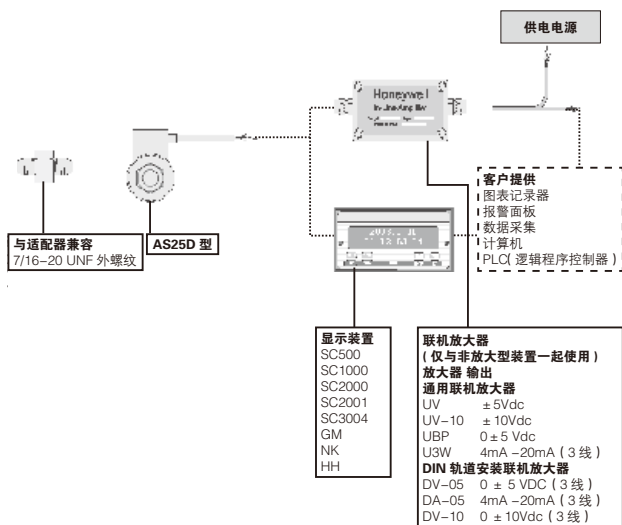 供电电源
Honeywell
In-Line Amplifier
客户提供
图表记录器
报警面板
数据采集
计算机
PLC( 逻辑程序控制器 )
与适配器兼容
7/16-20 UNF 外螺纹
AS25D 型
显示装置
SC500
SC1000
SC2000
SC2001
SC3004
GM
NK
HH
联机放大器
( 仅与非放大型装置一起使用 )
放大器 输出
通用联机放大器
UV ±5Vdc
UV-10 ±10Vdc
UBP 0±5 Vdc
U3W 4mA -20mA ( 3 线 )
DIN 轨道安装联机放大器
DV-05 0 ± 5 VDC ( 3 线 )
DA-05 4mA -20mA ( 3 线 )
DV-10 0 ±10Vdc ( 3 线 )